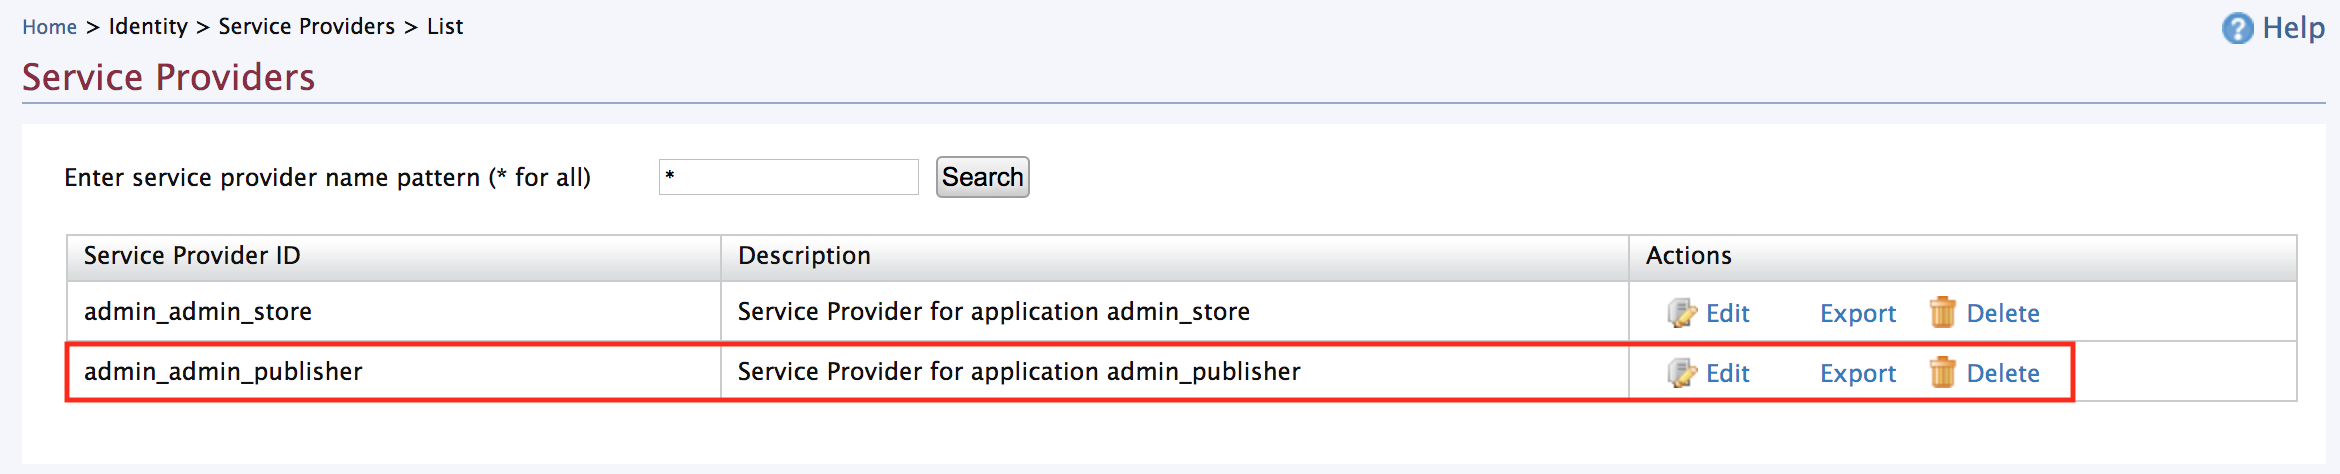 Home > Identity > Service Providers > List
Help
Service Providers
Enter service provider name pattern (* for all) * Search
Service Provider ID Description Actions
admin_admin_store Service Provider for application admin_store Edit Export Delete
admin_admin_publisher Service Provider for application admin_publisher Edit Export Delete